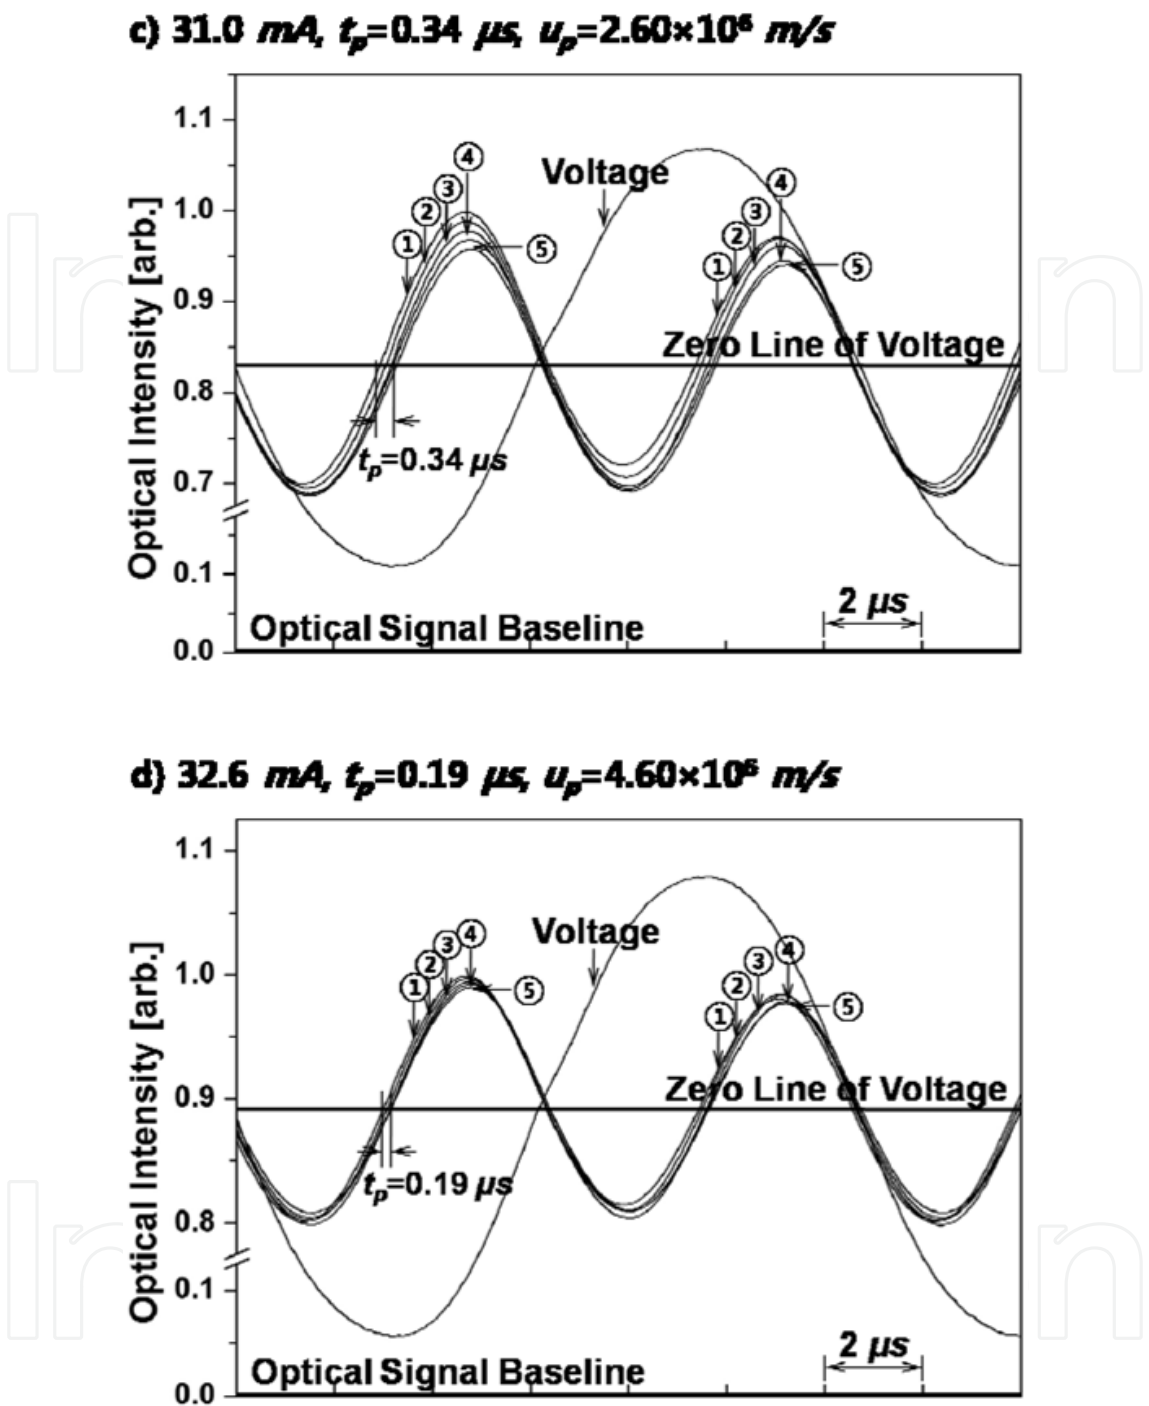 c) 31.0 mA, tp=0.34 μs, up=2.60×10⁶ m/s
1.1
1.0
0.9
0.8
0.7
0.1
0.0
Optical Intensity [arb.]
① ② ③ ④ ⑤
Voltage
① ② ③ ④ ⑤
Zero Line of Voltage
tp=0.34 μs
2 μs
Optical Signal Baseline
d) 32.6 mA, tp=0.19 μs, up=4.60×10⁶ m/s
1.1
1.0
0.9
0.8
0.1
0.0
Optical Intensity [arb.]
① ② ③ ④ ⑤
Voltage
① ② ③ ④ ⑤
Zero Line of Voltage
tp=0.19 μs
2 μs
Optical Signal Baseline